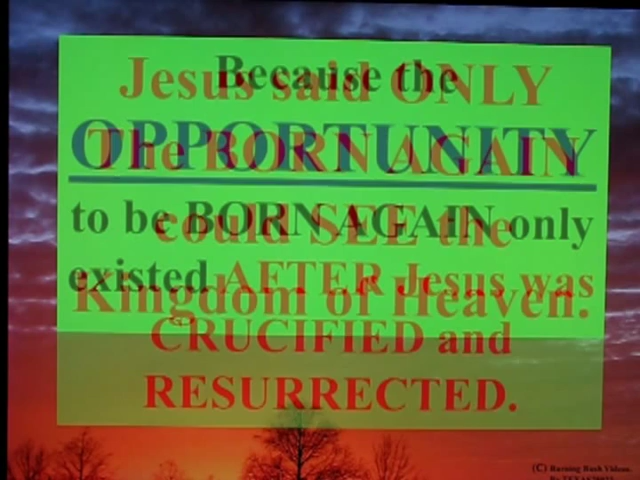 Jesus said ONLY
The BORN AGAIN
could SEE the
Kingdom of Heaven.
Because the
OPPORTUNITY
to be BORN AGAIN only
existed AFTER Jesus was
CRUCIFIED and
RESURRECTED.
(C) Burning Bush Videos.